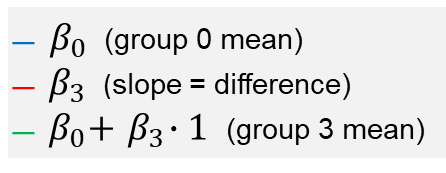 – β₀ (group 0 mean)
– β₃ (slope = difference)
– β₀ + β₃ · 1 (group 3 mean)